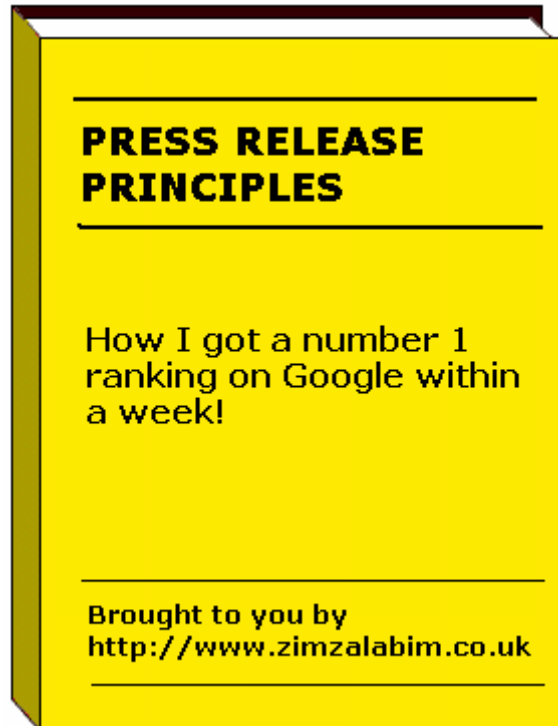 PRESS RELEASE
PRINCIPLES
How I got a number 1
ranking on Google within
a week!
Brought to you by
http://www.zimzalabim.co.uk